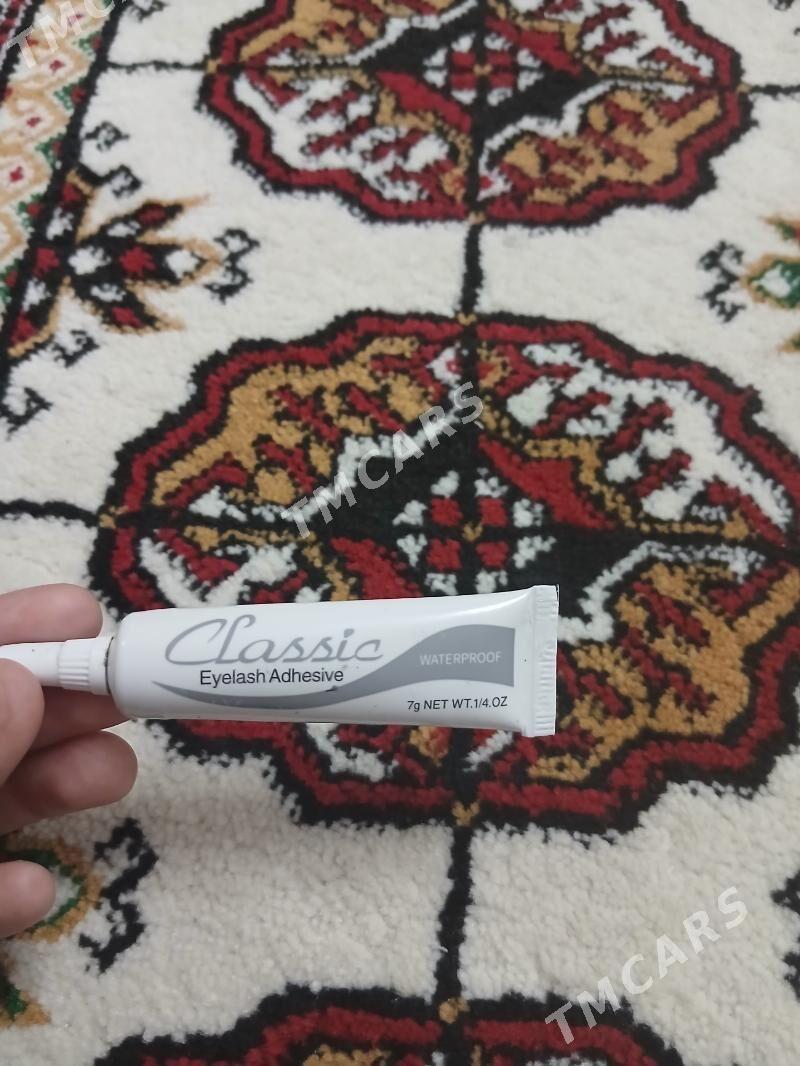 TMCARS
TMCARS
Classic
Eyelash Adhesive
WATERPROOF
7g NET WT.1/4.OZ
TMCARS